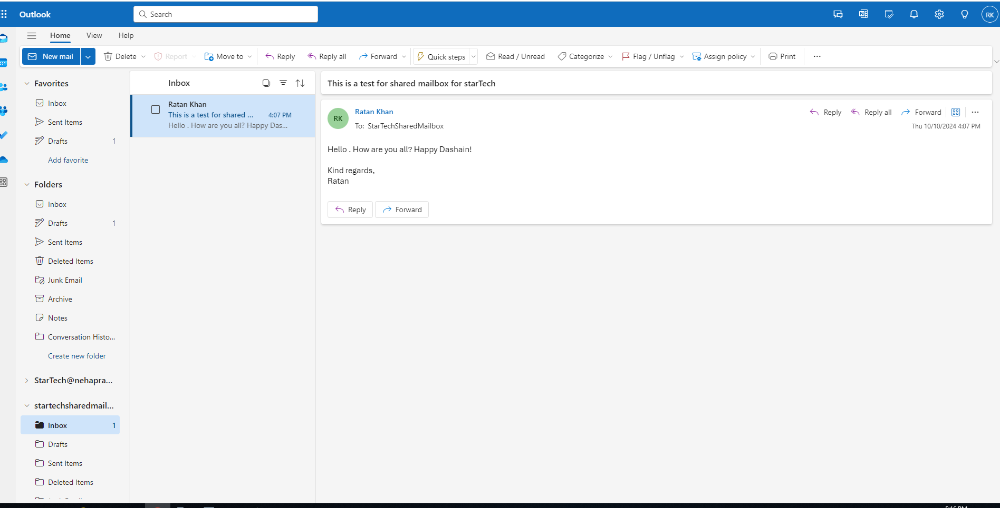 Outlook
Search
RK
Home View Help
New mail Delete Report Move to Reply Reply all Forward Quick steps Read / Unread Categorize Flag / Unflag Assign policy Print ...
Favorites
Inbox
Sent Items
Drafts 1
Add favorite
Folders
Inbox
Drafts 1
Sent Items
Deleted Items
Junk Email
Archive
Notes
Conversation Histo...
Create new folder
StarTech@nehapra...
startechsharedmail...
Inbox 1
Drafts
Sent Items
Deleted Items
Inbox
Ratan Khan
This is a test for shared ... 4:07 PM
Hello . How are you all? Happy Das...
This is a test for shared mailbox for starTech
RK
Ratan Khan
To: StarTechSharedMailbox
Reply Reply all Forward ...
Thu 10/10/2024 4:07 PM
Hello . How are you all? Happy Dashain!
Kind regards,
Ratan
Reply Forward